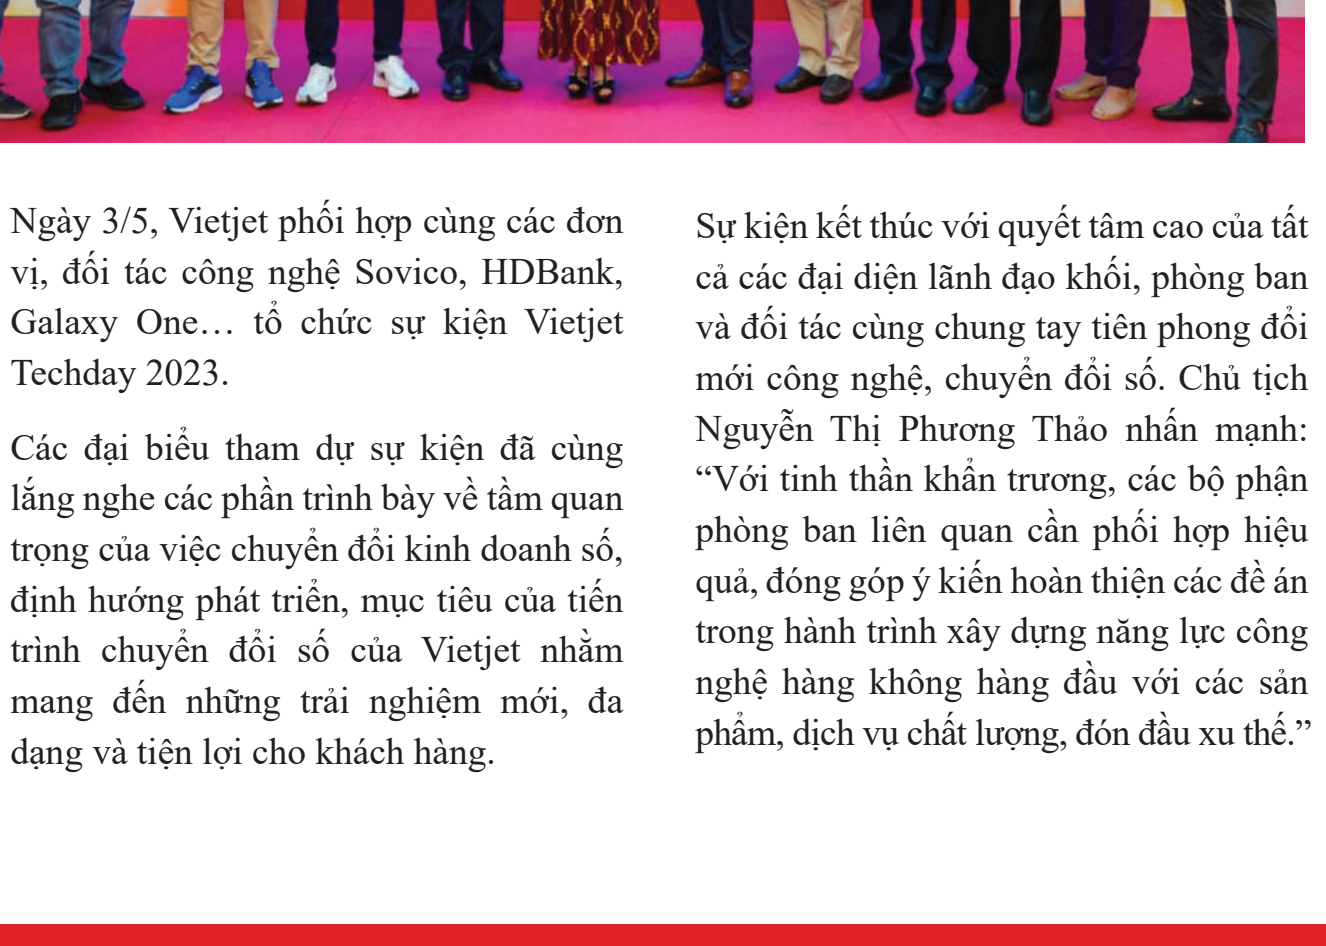 Ngày 3/5, Vietjet phối hợp cùng các đơn
vị, đối tác công nghệ Sovico, HDBank,
Galaxy One… tổ chức sự kiện Vietjet
Techday 2023.
Các đại biểu tham dự sự kiện đã cùng
lắng nghe các phần trình bày về tầm quan
trọng của việc chuyển đổi kinh doanh số,
định hướng phát triển, mục tiêu của tiến
trình chuyển đổi số của Vietjet nhằm
mang đến những trải nghiệm mới, đa
dạng và tiện lợi cho khách hàng.
Sự kiện kết thúc với quyết tâm cao của tất
cả các đại diện lãnh đạo khối, phòng ban
và đối tác cùng chung tay tiên phong đổi
mới công nghệ, chuyển đổi số. Chủ tịch
Nguyễn Thị Phương Thảo nhấn mạnh:
“Với tinh thần khẩn trương, các bộ phận
phòng ban liên quan cần phối hợp hiệu
quả, đóng góp ý kiến hoàn thiện các đề án
trong hành trình xây dựng năng lực công
nghệ hàng không hàng đầu với các sản
phẩm, dịch vụ chất lượng, đón đầu xu thế.”